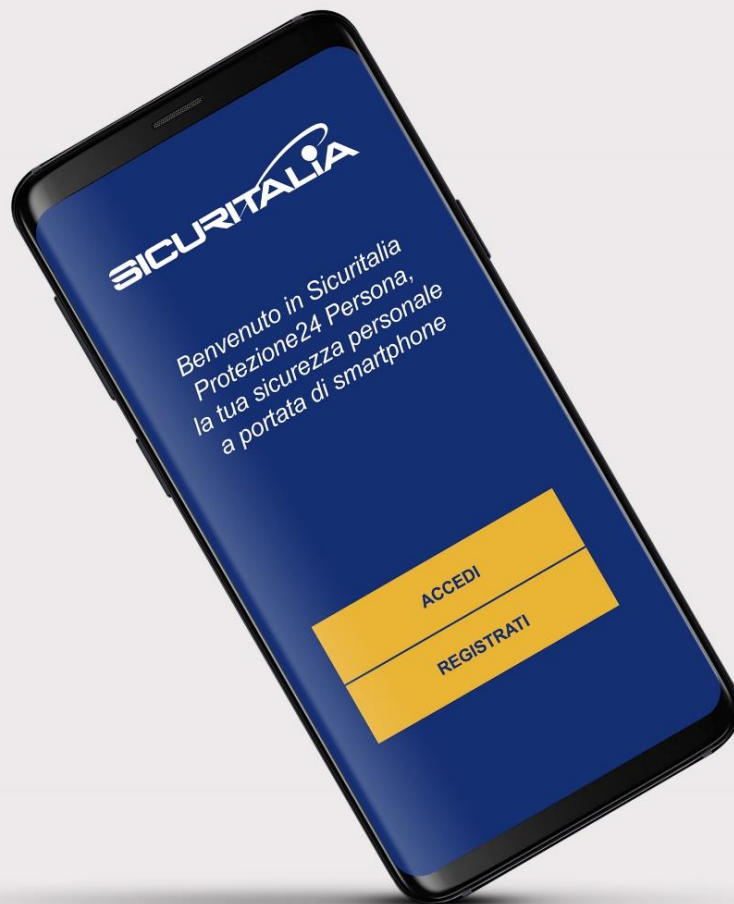 SICURITALIA
Benvenuto in Sicuritalia
Protezione24 Persona,
la tua sicurezza personale
a portata di smartphone
ACCEDI
REGISTRATI